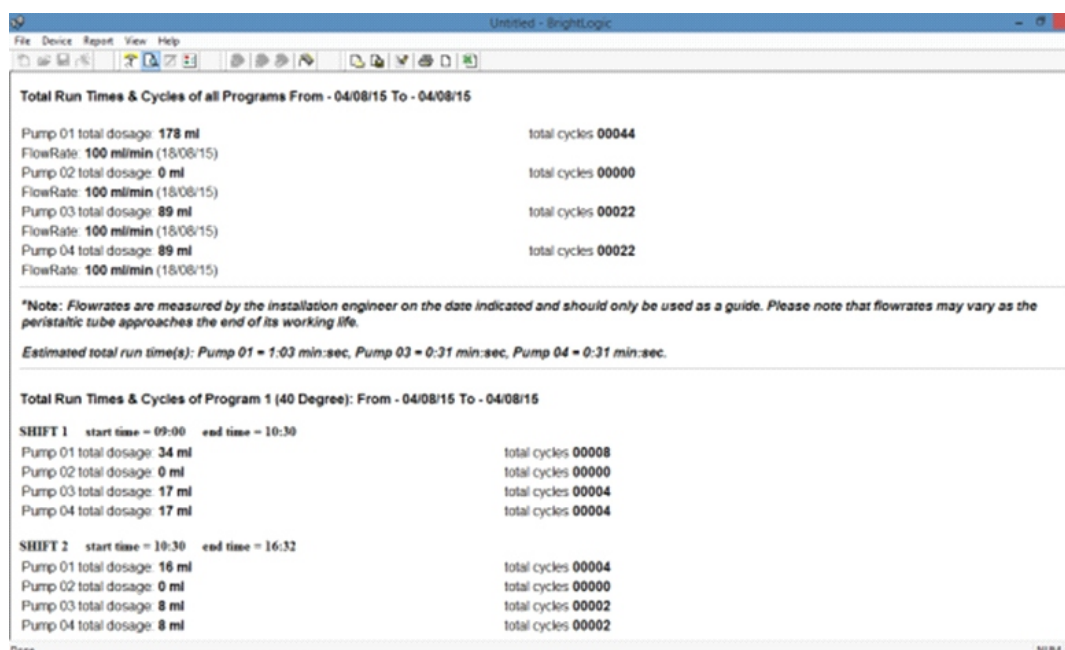 Untitled - BrightLogic
File Device Report View Help
Total Run Times & Cycles of all Programs From - 04/08/15 To - 04/08/15
Pump 01 total dosage: 178 ml total cycles 00044
FlowRate: 100 ml/min (18/08/15)
Pump 02 total dosage: 0 ml total cycles 00000
FlowRate: 100 ml/min (18/08/15)
Pump 03 total dosage: 89 ml total cycles 00022
FlowRate: 100 ml/min (18/08/15)
Pump 04 total dosage: 89 ml total cycles 00022
FlowRate: 100 ml/min (18/08/15)
*Note: Flowrates are measured by the installation engineer on the date indicated and should only be used as a guide. Please note that flowrates may vary as the
peristaltic tube approaches the end of its working life.
Estimated total run time(s): Pump 01 = 1:03 min:sec, Pump 03 = 0:31 min:sec, Pump 04 = 0:31 min:sec.
Total Run Times & Cycles of Program 1 (40 Degree): From - 04/08/15 To - 04/08/15
SHIFT 1 start time = 09:00 end time = 10:30
Pump 01 total dosage: 34 ml total cycles 00008
Pump 02 total dosage: 0 ml total cycles 00000
Pump 03 total dosage: 17 ml total cycles 00004
Pump 04 total dosage: 17 ml total cycles 00004
SHIFT 2 start time = 10:30 end time = 16:32
Pump 01 total dosage: 16 ml total cycles 00004
Pump 02 total dosage: 0 ml total cycles 00000
Pump 03 total dosage: 8 ml total cycles 00002
Pump 04 total dosage: 8 ml total cycles 00002